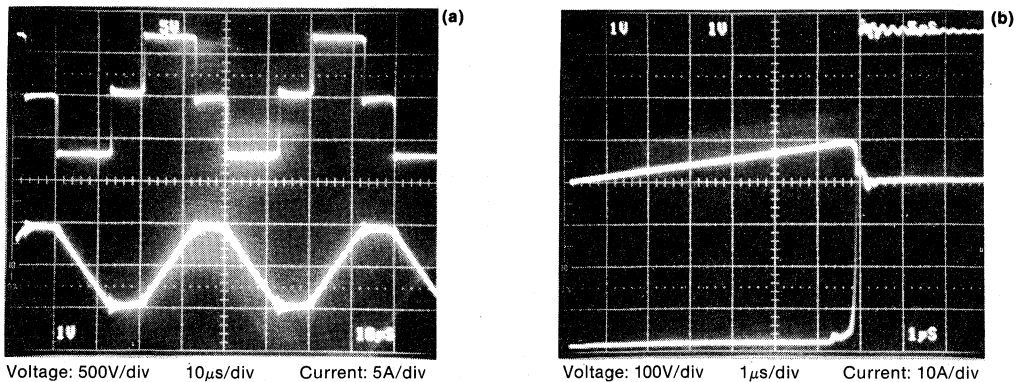 (a)
5V
1V
10µS
Voltage: 500V/div 10µs/div Current: 5A/div
(b)
1V 1V
1µS
Voltage: 100V/div 1µs/div Current: 10A/div